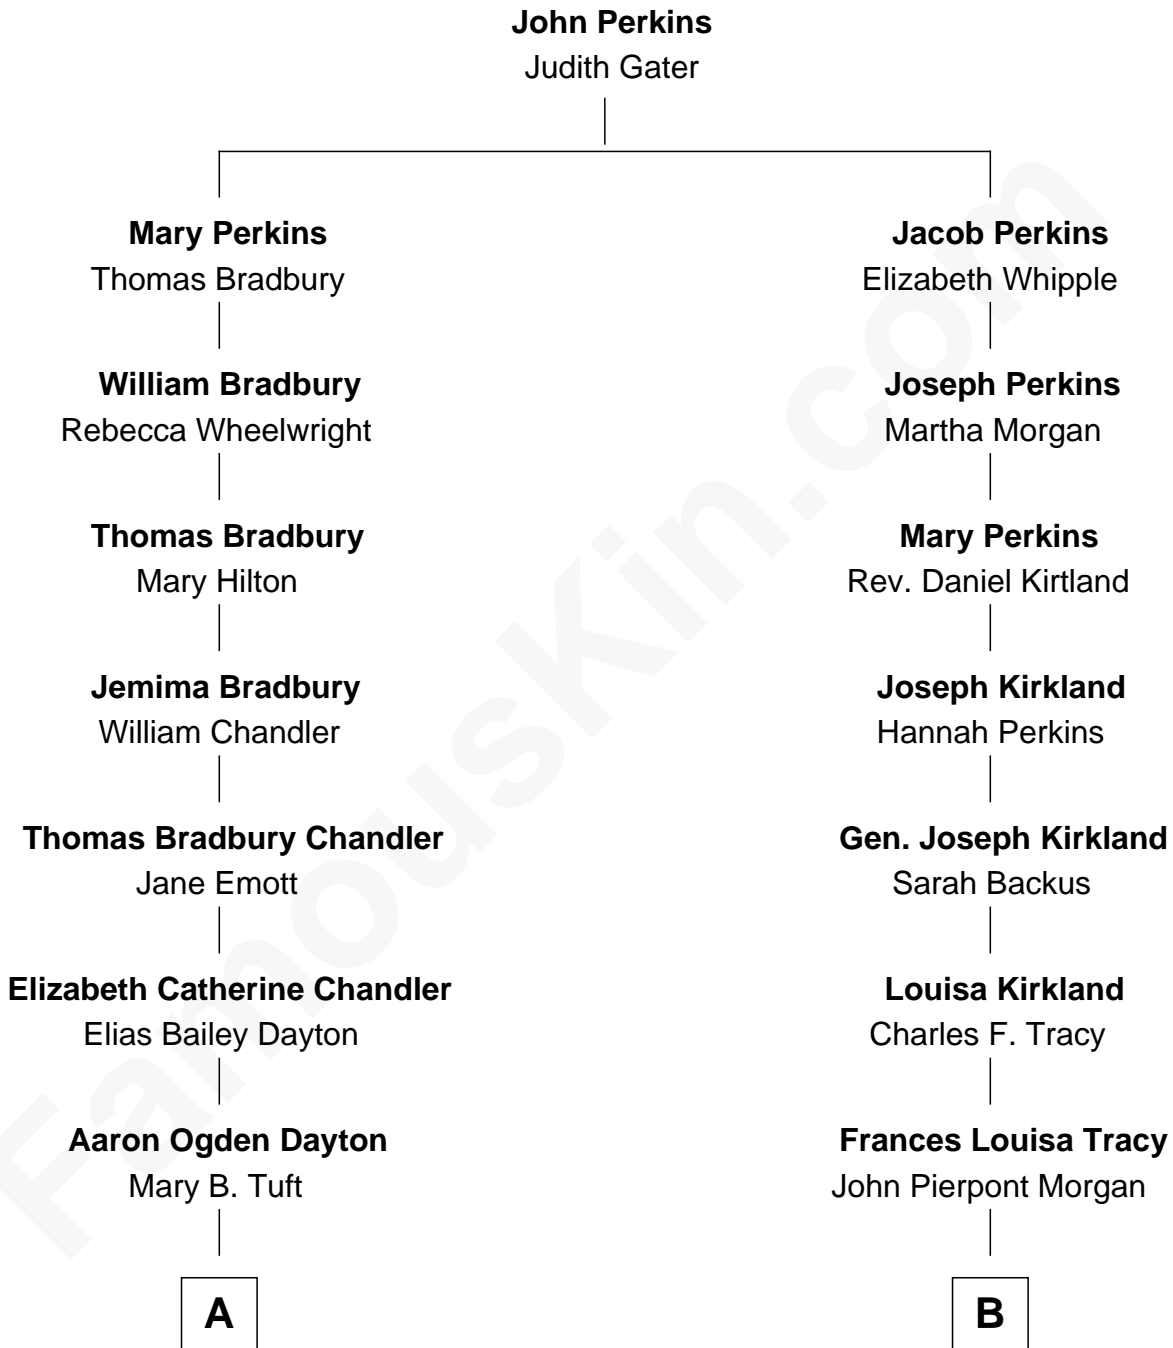 John Perkins
Judith Gater
Mary Perkins
Thomas Bradbury
Jacob Perkins
Elizabeth Whipple
William Bradbury
Rebecca Wheelwright
Joseph Perkins
Martha Morgan
Thomas Bradbury
Mary Hilton
Mary Perkins
Rev. Daniel Kirtland
Jemima Bradbury
William Chandler
Joseph Kirkland
Hannah Perkins
Thomas Bradbury Chandler
Jane Emott
Gen. Joseph Kirkland
Sarah Backus
Elizabeth Catherine Chandler
Elias Bailey Dayton
Louisa Kirkland
Charles F. Tracy
Aaron Ogden Dayton
Mary B. Tuft
Frances Louisa Tracy
John Pierpont Morgan
A
B
FamousKin.com